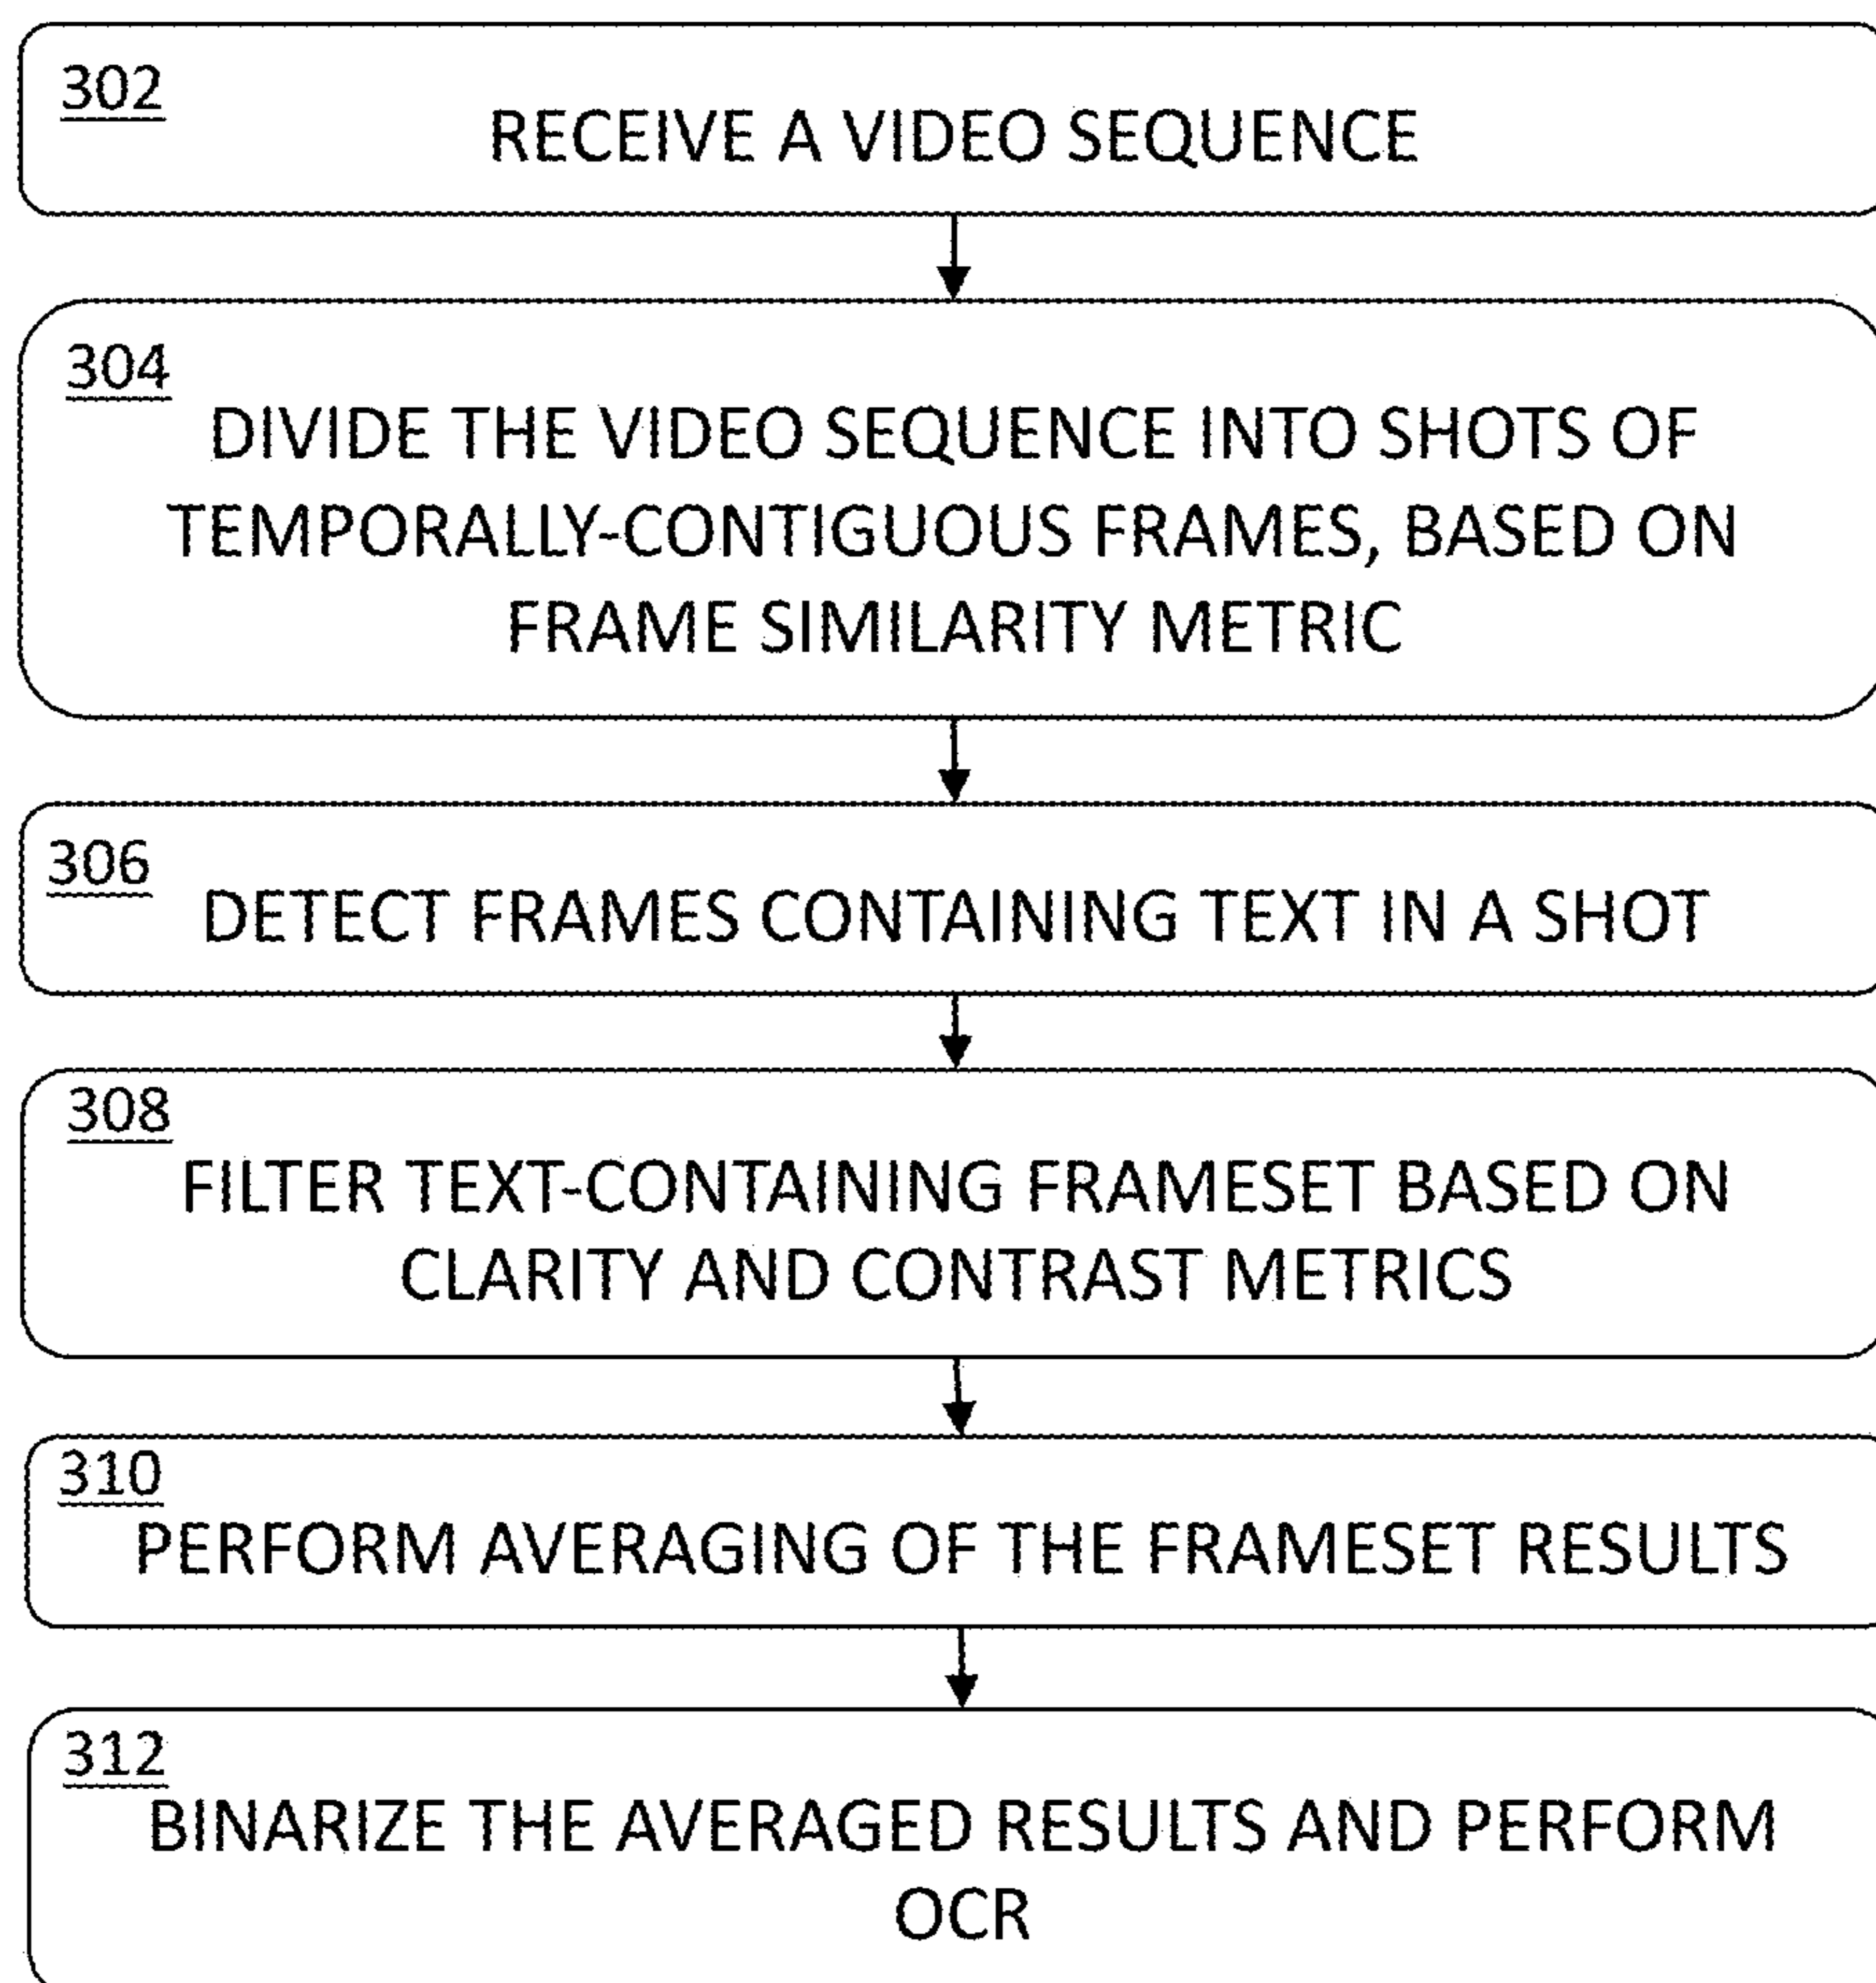 302
RECEIVE A VIDEO SEQUENCE
304
DIVIDE THE VIDEO SEQUENCE INTO SHOTS OF
TEMPORALLY-CONTIGUOUS FRAMES, BASED ON
FRAME SIMILARITY METRIC
306
DETECT FRAMES CONTAINING TEXT IN A SHOT
308
FILTER TEXT-CONTAINING FRAMESET BASED ON
CLARITY AND CONTRAST METRICS
310
PERFORM AVERAGING OF THE FRAMESET RESULTS
312
BINARIZE THE AVERAGED RESULTS AND PERFORM
OCR